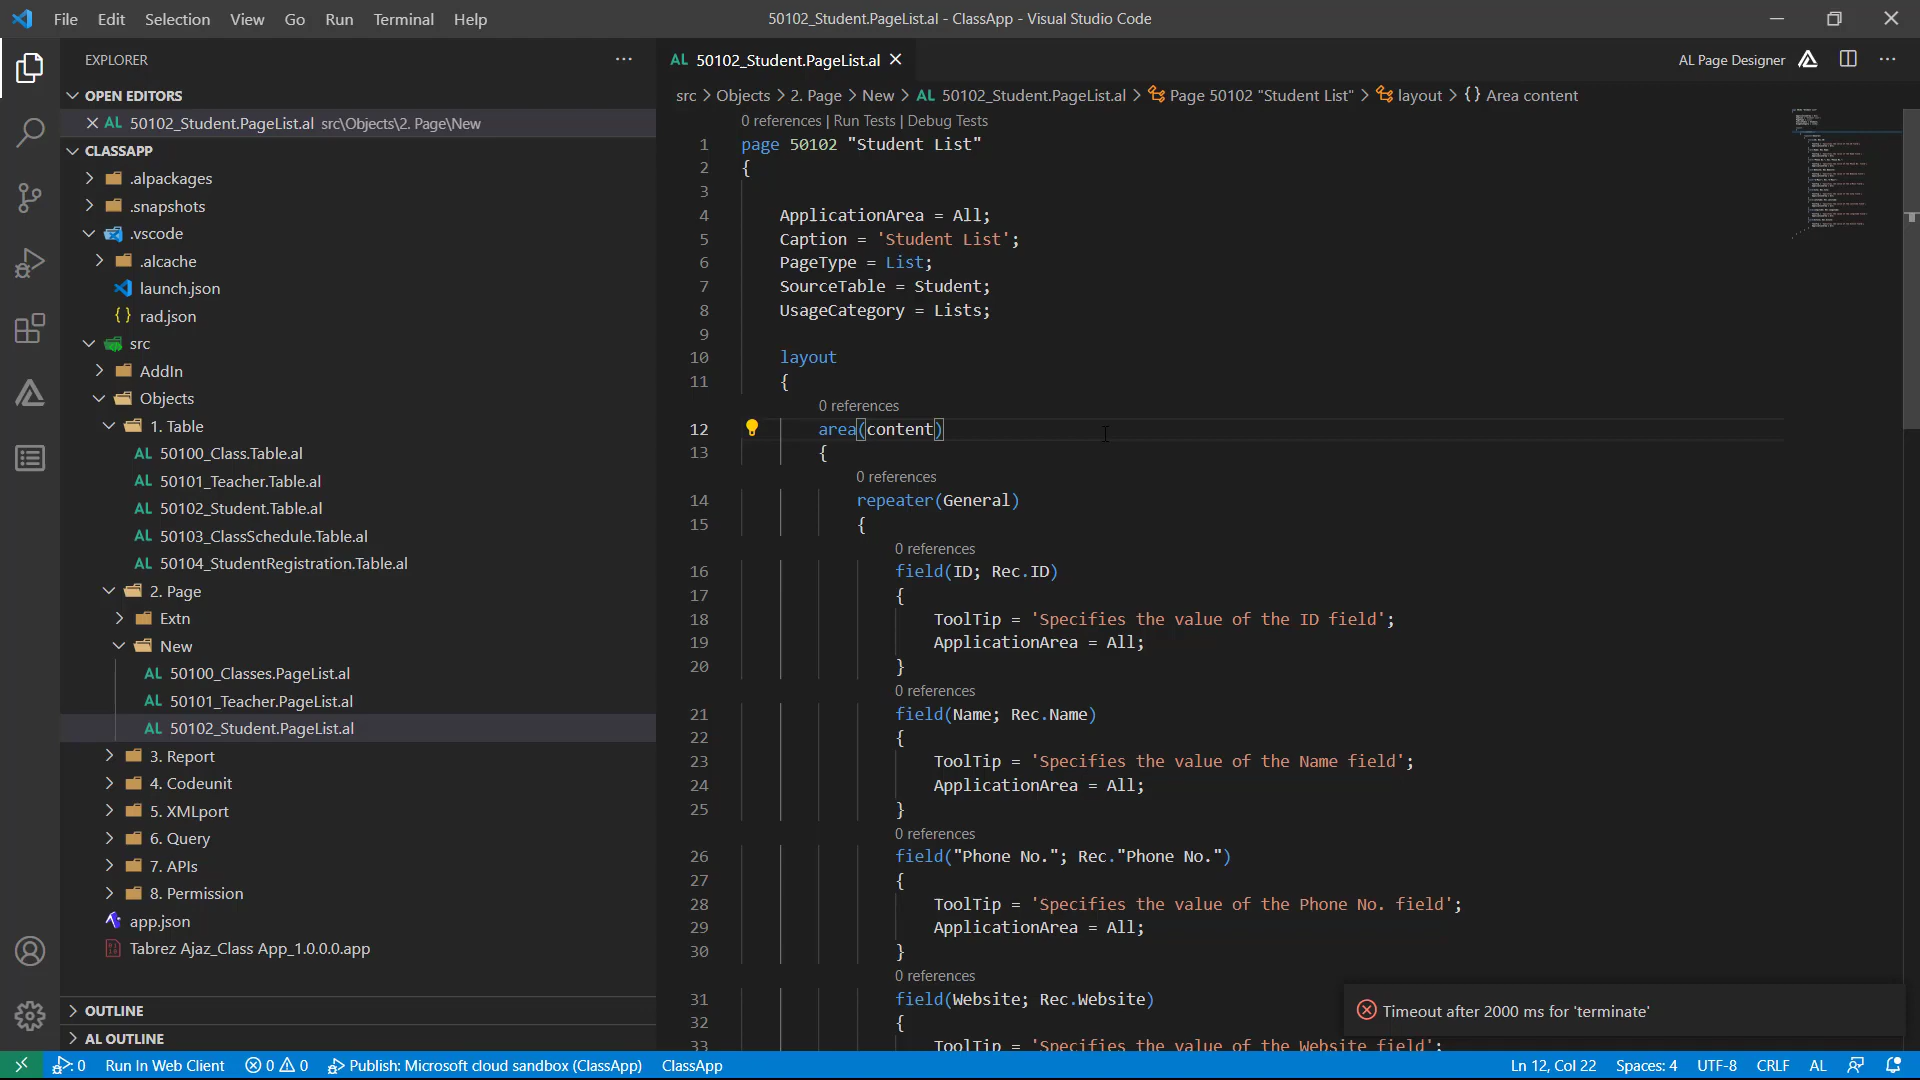 File Edit Selection View Go Run Terminal Help
50102_Student.PageList.al - ClassApp - Visual Studio Code
EXPLORER
OPEN EDITORS
AL 50102_Student.PageList.al src\Objects\2. Page\New
CLASSAPP
.alpackages
.snapshots
.vscode
.alcache
launch.json
{} rad.json
src
AddIn
Objects
1. Table
AL 50100_Class.Table.al
AL 50101_Teacher.Table.al
AL 50102_Student.Table.al
AL 50103_ClassSchedule.Table.al
AL 50104_StudentRegistration.Table.al
2. Page
Extn
New
AL 50100_Classes.PageList.al
AL 50101_Teacher.PageList.al
AL 50102_Student.PageList.al
3. Report
4. Codeunit
5. XMLport
6. Query
7. APIs
8. Permission
app.json
Tabrez Ajaz_Class App_1.0.0.0.app
OUTLINE
AL OUTLINE
AL 50102_Student.PageList.al
AL Page Designer
src > Objects > 2. Page > New > AL 50102_Student.PageList.al > Page 50102 "Student List" > layout > {} Area content
0 references | Run Tests | Debug Tests
1 page 50102 "Student List"
2 {
3
4 ApplicationArea = All;
5 Caption = 'Student List';
6 PageType = List;
7 SourceTable = Student;
8 UsageCategory = Lists;
9
10 layout
11 {
0 references
12 area(content)
13 {
0 references
14 repeater(General)
15 {
0 references
16 field(ID; Rec.ID)
17 {
18 ToolTip = 'Specifies the value of the ID field';
19 ApplicationArea = All;
20 }
0 references
21 field(Name; Rec.Name)
22 {
23 ToolTip = 'Specifies the value of the Name field';
24 ApplicationArea = All;
25 }
0 references
26 field("Phone No."; Rec."Phone No.")
27 {
28 ToolTip = 'Specifies the value of the Phone No. field';
29 ApplicationArea = All;
30 }
0 references
31 field(Website; Rec.Website)
32 {
33 ToolTip = 'Specifies the value of the Website field';
Timeout after 2000 ms for 'terminate'
: 0 Run In Web Client 0 0 Publish: Microsoft cloud sandbox (ClassApp) ClassApp
Ln 12, Col 22 Spaces: 4 UTF-8 CRLF AL